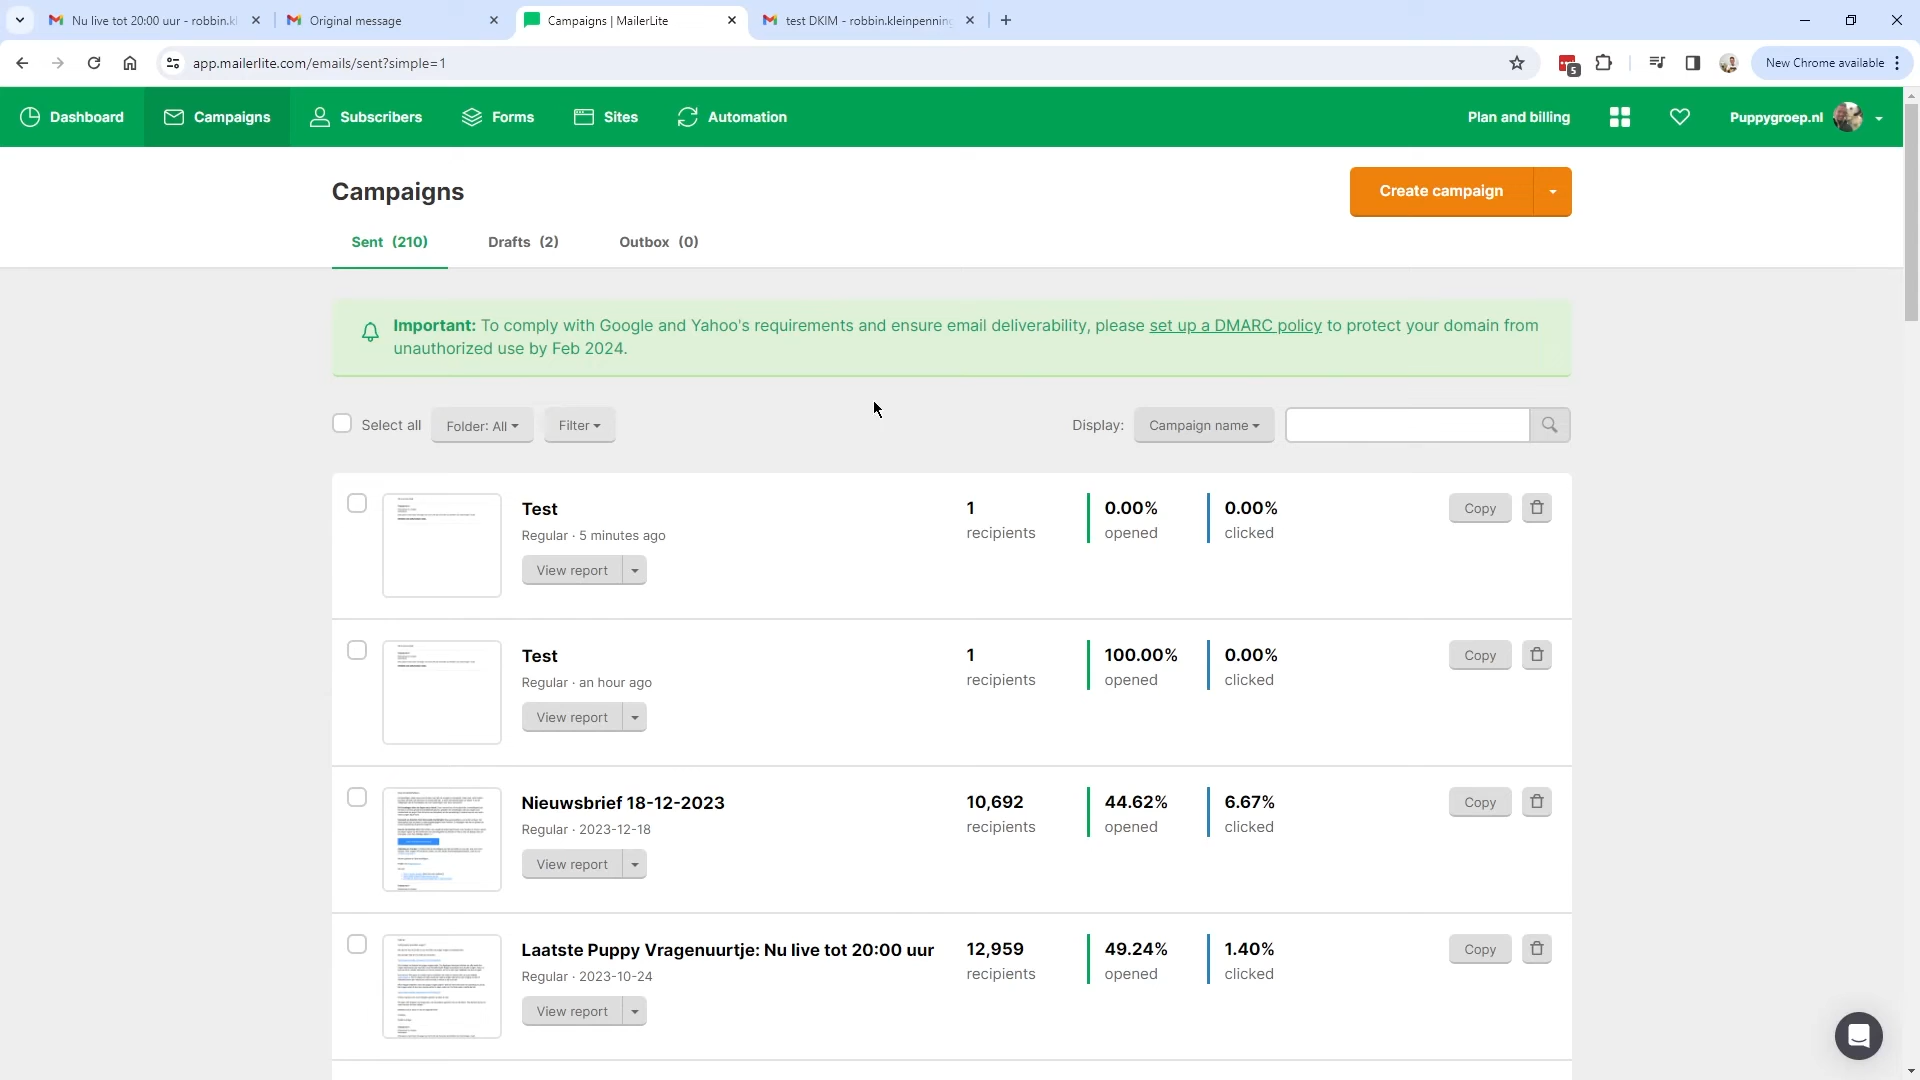 Nu live tot 20:00 uur - robbin.kl
Original message
Campaigns | MailerLite
test DKIM - robbin.kleinpenning
app.mailerlite.com/emails/sent?simple=1
5
New Chrome available
Dashboard
Campaigns
Subscribers
Forms
Sites
Automation
Plan and billing
Puppygroep.nl
Campaigns
Create campaign
Sent (210)
Drafts (2)
Outbox (0)
Important: To comply with Google and Yahoo's requirements and ensure email deliverability, please set up a DMARC policy to protect your domain from
unauthorized use by Feb 2024.
Select all
Folder: All
Filter
Display:
Campaign name
Test
Regular · 5 minutes ago
View report
1
recipients
0.00%
opened
0.00%
clicked
Copy
Test
Regular · an hour ago
View report
1
recipients
100.00%
opened
0.00%
clicked
Copy
Nieuwsbrief 18-12-2023
Regular · 2023-12-18
View report
10,692
recipients
44.62%
opened
6.67%
clicked
Copy
Laatste Puppy Vragenuurtje: Nu live tot 20:00 uur
Regular · 2023-10-24
View report
12,959
recipients
49.24%
opened
1.40%
clicked
Copy